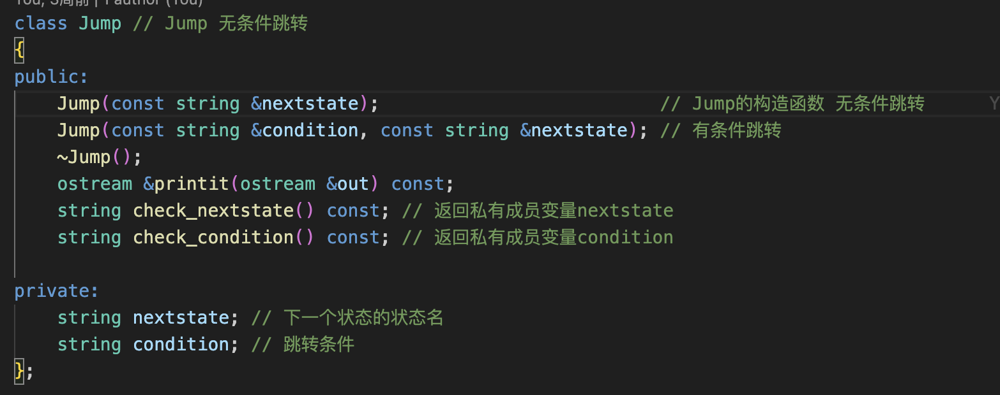 You, 3周前 | 1 author (You)
class Jump // Jump 无条件跳转
{
public:
    Jump(const string &nextstate);                          // Jump的构造函数 无条件跳转
    Jump(const string &condition, const string &nextstate); // 有条件跳转
    ~Jump();
    ostream &printit(ostream &out) const;
    string check_nextstate() const; // 返回私有成员变量nextstate
    string check_condition() const; // 返回私有成员变量condition
private:
    string nextstate; // 下一个状态的状态名
    string condition; // 跳转条件
};